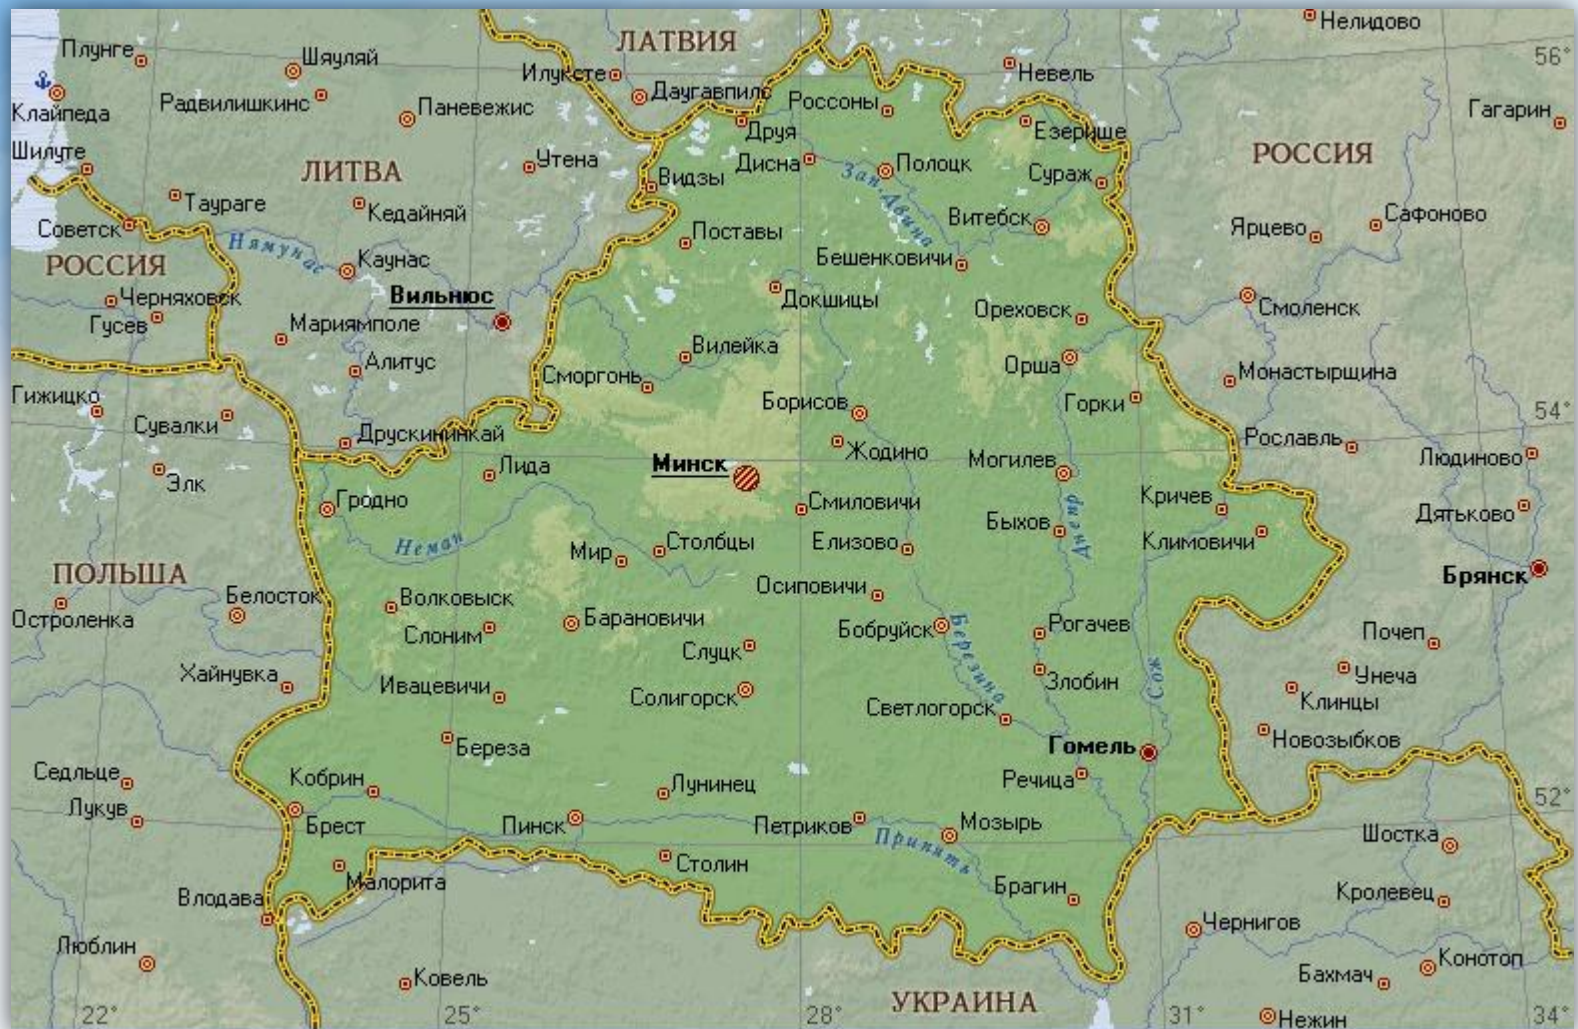 Нелидово
Плунге
Шяуляй
ЛАТВИЯ
56°
Илуксте
Невель
Клайпеда
Радвилишкинс
Паневежис
Даугавпилс
Россоны
Гагарин
Друя
Езерище
Шилуте
ЛИТВА
Утена
Дисна
Полоцк
РОССИЯ
Видзы
Зап. Двина
Сураж
Таураге
Кедайняй
Витебск
Сафоново
Советск
Нямунас
Поставы
Ярцево
РОССИЯ
Каунас
Бешенковичи
Черняховск
Вильнюс
Докшицы
Ореховск
Смоленск
Гусев
Мариямполе
Вилейка
Алитус
Орша
Монастырщина
Гижицко
Сморгонь
Борисов
Горки
54°
Сувалки
Друскининкай
Жодино
Рославль
Людиново
Элк
Лида
Минск
Могилев
Гродно
Смиловичи
Кричев
Дятьково
Неман
Мир
Столбцы
Елизово
Быхов
Днепр
Климовичи
ПОЛЬША
Брянск
Остроленка
Белосток
Волковыск
Барановичи
Осиповичи
Слоним
Бобруйск
Березина
Рогачев
Почеп
Слуцк
Хайнувка
Ивацевичи
Солигорск
Злобин
Сож
Унеча
Клинцы
Светлогорск
Береза
Гомель
Новозыбков
Седльце
Кобрин
Лунинец
Речица
52°
Лукув
Брест
Пинск
Петриков
Припять
Мозырь
Шостка
Малорита
Столин
Брагин
Кролевец
Влодава
Чернигов
Люблин
Ковель
Конотоп
Бахмач
УКРАИНА
22°
25°
28°
31°
Нежин
34°